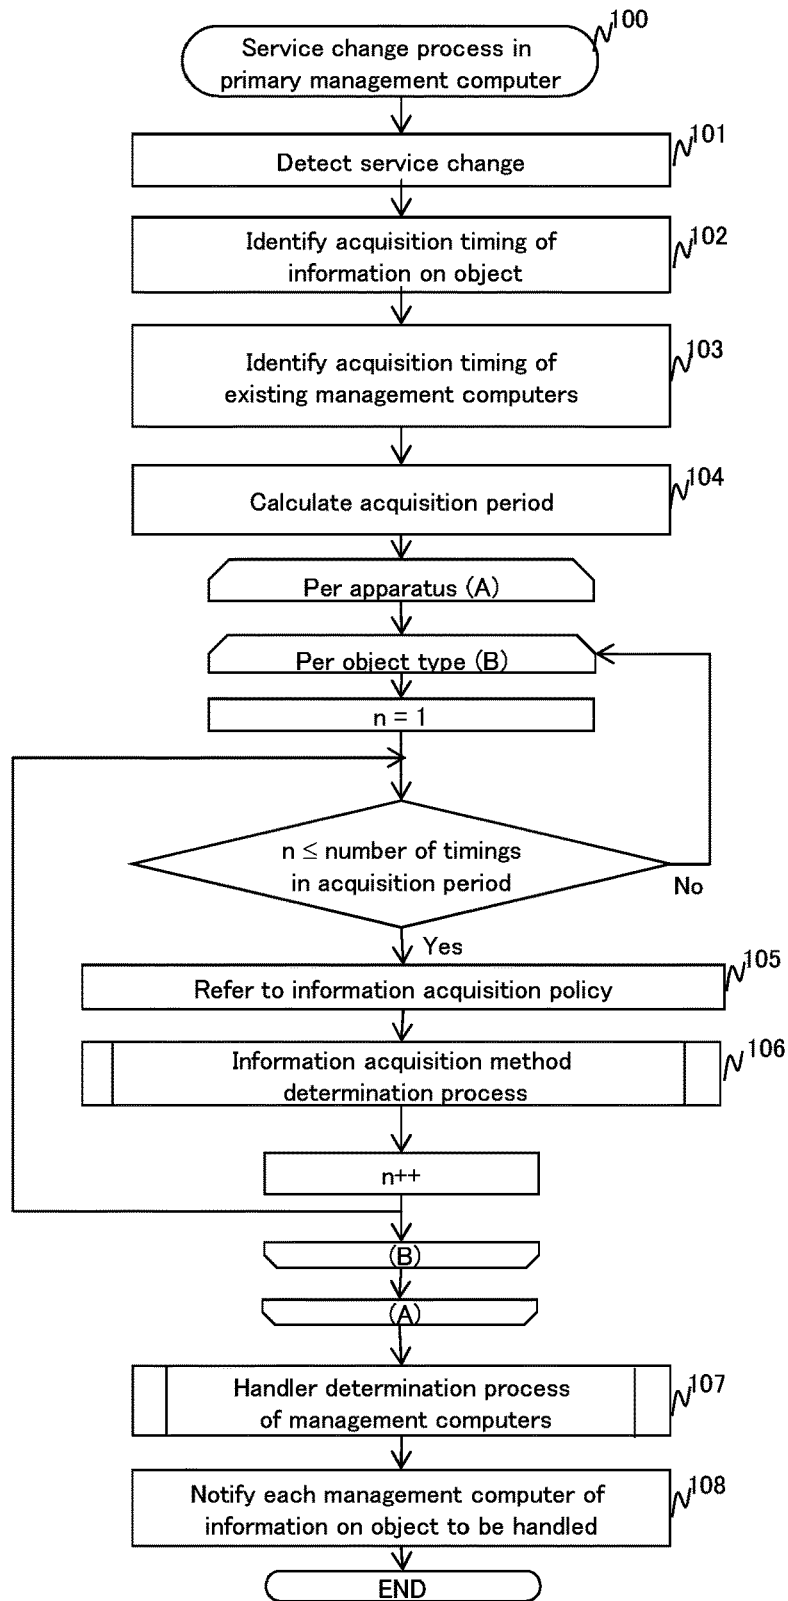 100
Service change process in
primary management computer
101
Detect service change
102
Identify acquisition timing of
information on object
103
Identify acquisition timing of
existing management computers
104
Calculate acquisition period
Per apparatus (A)
Per object type (B)
n = 1
n ≤ number of timings
in acquisition period
No
Yes
105
Refer to information acquisition policy
106
Information acquisition method
determination process
n++
(B)
(A)
107
Handler determination process
of management computers
108
Notify each management computer of
information on object to be handled
END